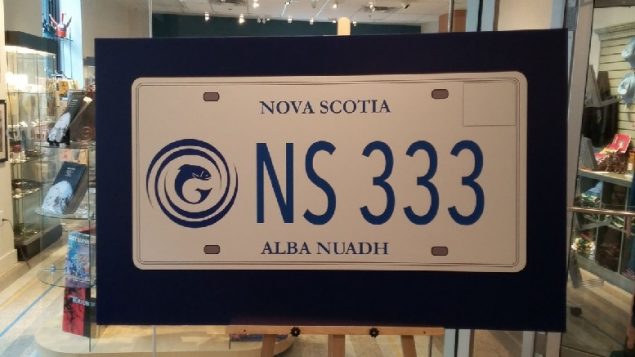 NOVA SCOTIA
NS 333
ALBA NUADH